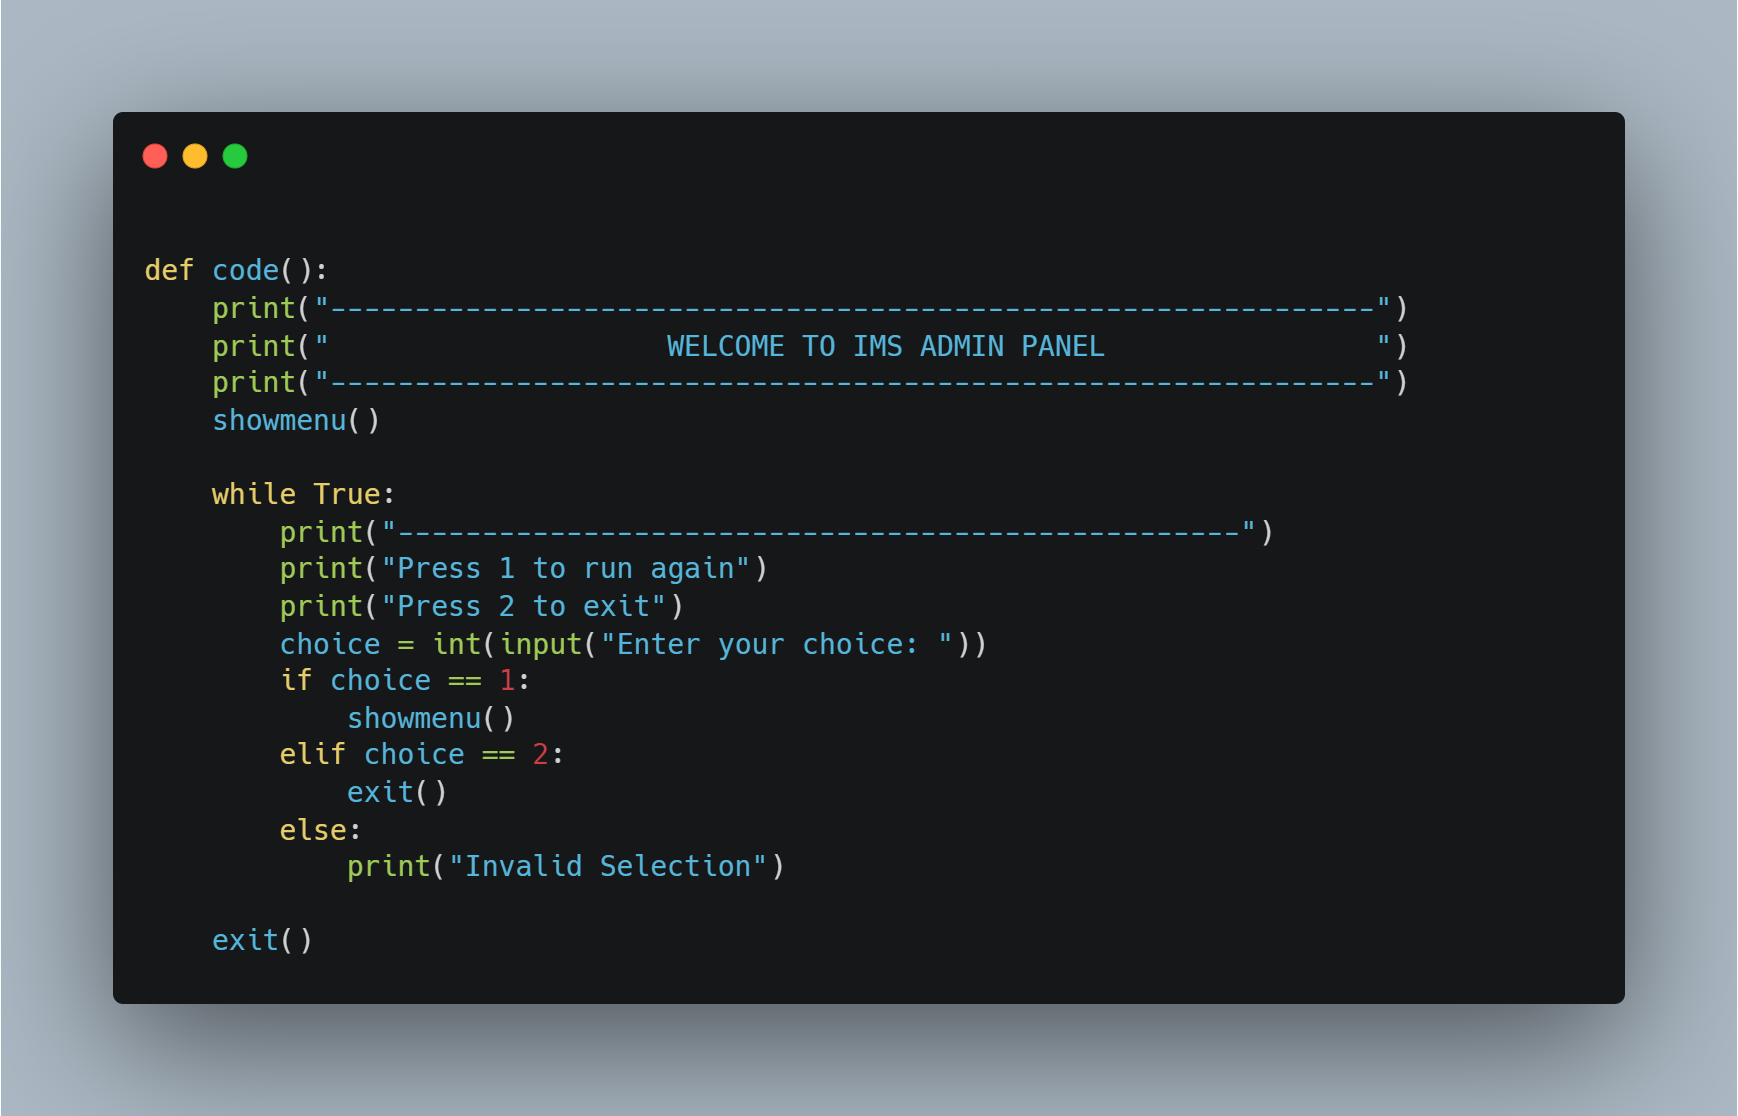 def code():
    print("--------------------------------------------------------------")
    print("                    WELCOME TO IMS ADMIN PANEL                ")
    print("--------------------------------------------------------------")
    showmenu()
    while True:
        print("--------------------------------------------------")
        print("Press 1 to run again")
        print("Press 2 to exit")
        choice = int(input("Enter your choice: "))
        if choice == 1:
            showmenu()
        elif choice == 2:
            exit()
        else:
            print("Invalid Selection")
    exit()